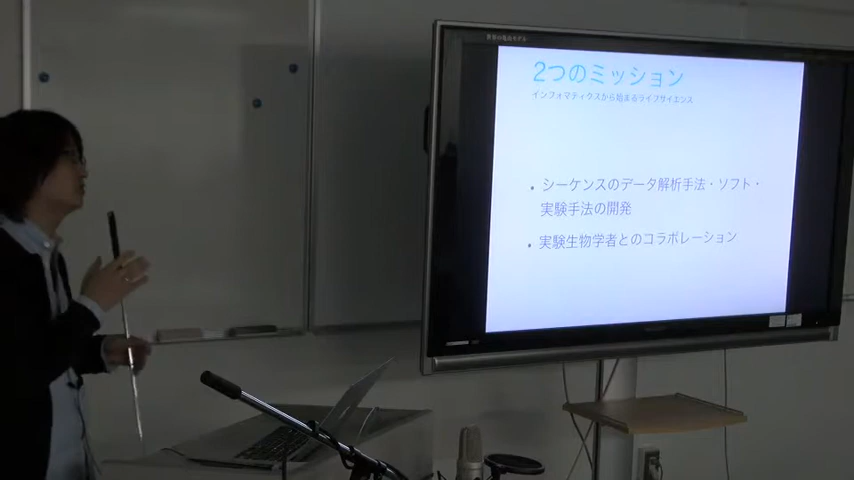 2つのミッション
インフォマティクスから始まるライフサイエンス
• シーケンスのデータ解析手法・ソフト・
実験手法の開発
• 実験生物学者とのコラボレーション